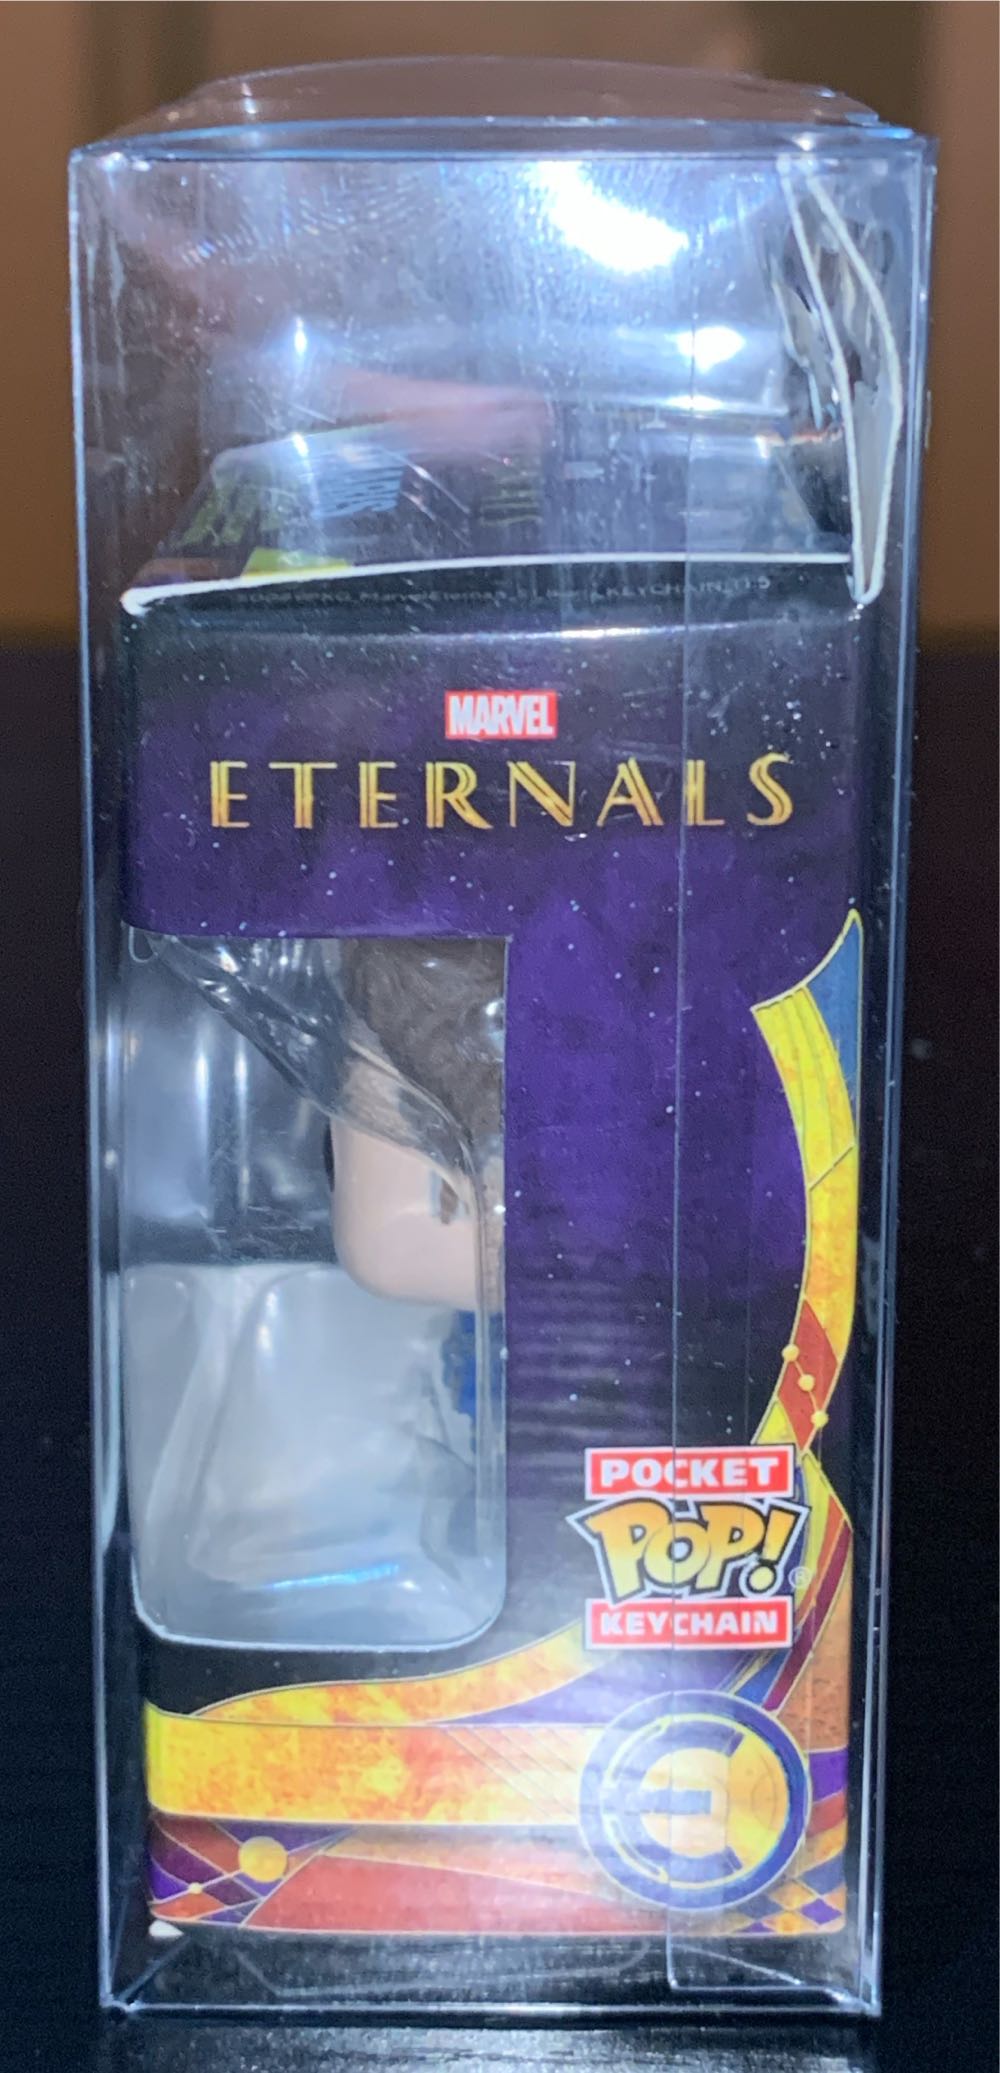 MARVEL
ETERNALS
POCKET
POP!®
KEYCHAIN